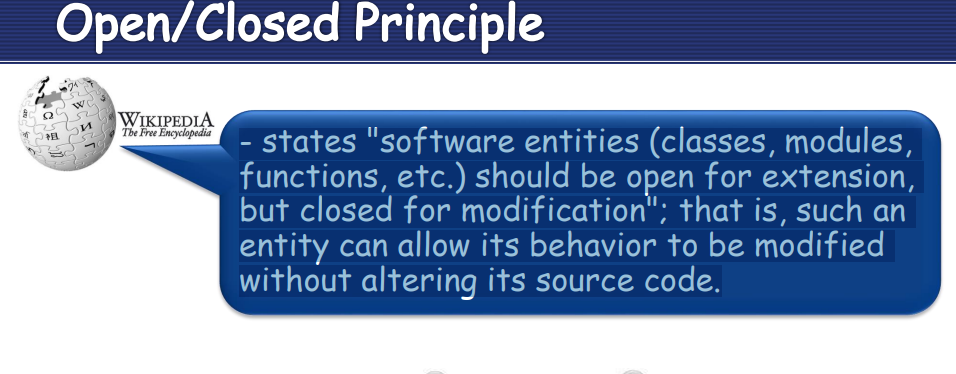 Open/Closed Principle
WIKIPEDIA
The Free Encyclopedia
- states "software entities (classes, modules,
functions, etc.) should be open for extension,
but closed for modification"; that is, such an
entity can allow its behavior to be modified
without altering its source code.